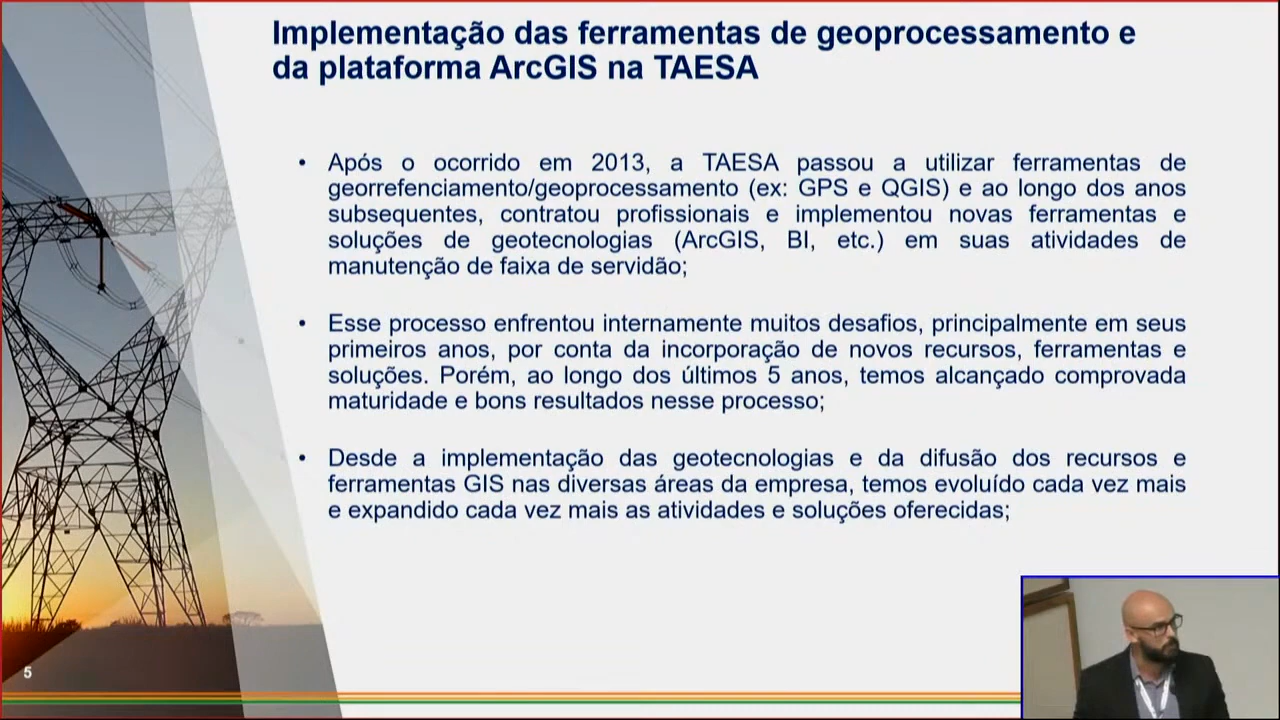 Implementação das ferramentas de geoprocessamento e
da plataforma ArcGIS na TAESA
• Após o ocorrido em 2013, a TAESA passou a utilizar ferramentas de
georrefenciamento/geoprocessamento (ex: GPS e QGIS) e ao longo dos anos
subsequentes, contratou profissionais e implementou novas ferramentas e
soluções de geotecnologias (ArcGIS, BI, etc.) em suas atividades de
manutenção de faixa de servidão;
• Esse processo enfrentou internamente muitos desafios, principalmente em seus
primeiros anos, por conta da incorporação de novos recursos, ferramentas e
soluções. Porém, ao longo dos últimos 5 anos, temos alcançado comprovada
maturidade e bons resultados nesse processo;
• Desde a implementação das geotecnologias e da difusão dos recursos e
ferramentas GIS nas diversas áreas da empresa, temos evoluído cada vez mais
e expandido cada vez mais as atividades e soluções oferecidas;
5